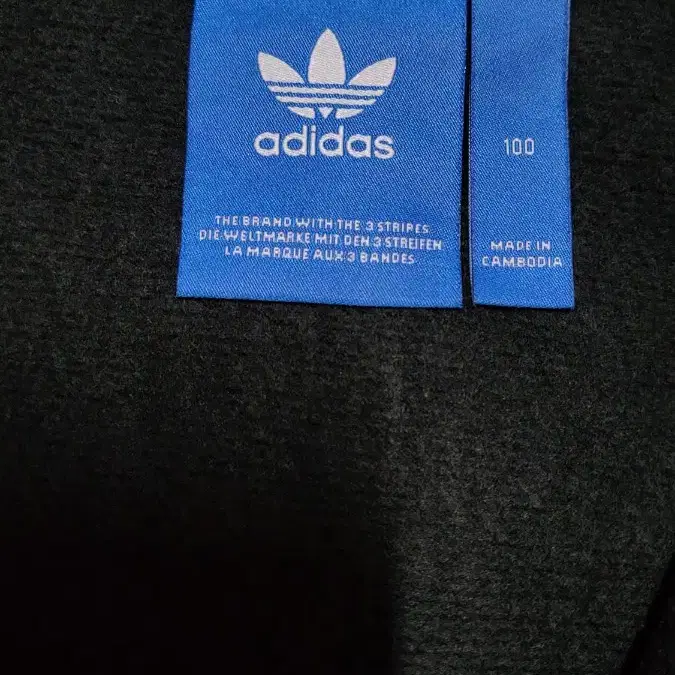 adidas
THE BRAND WITH THE 3 STRIPES
DIE WELTMARKE MIT DEN 3 STREIFEN
LA MARQUE AUX 3 BANDES
100
MADE IN
CAMBODIA